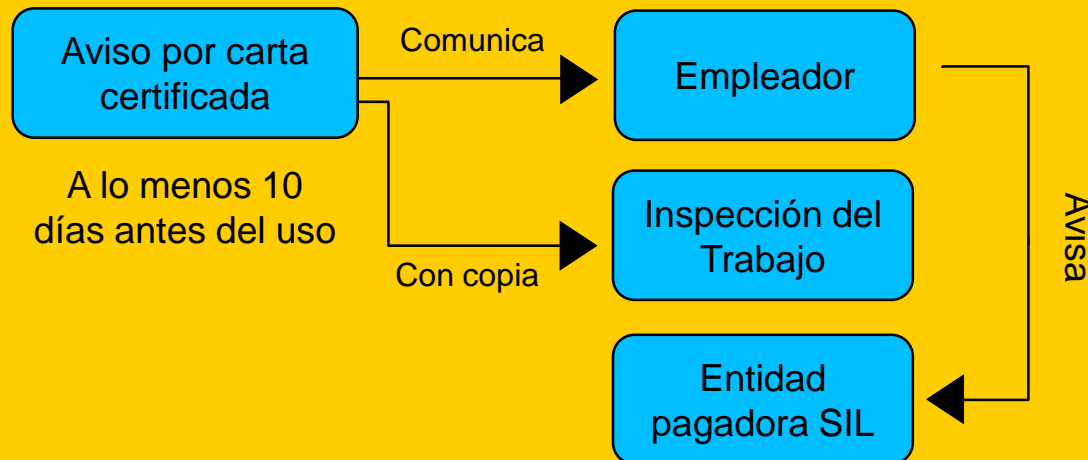 Aviso por carta
certificada
A lo menos 10
días antes del uso
Comunica
Con copia
Empleador
Inspección del
Trabajo
Entidad
pagadora SIL
Avisa